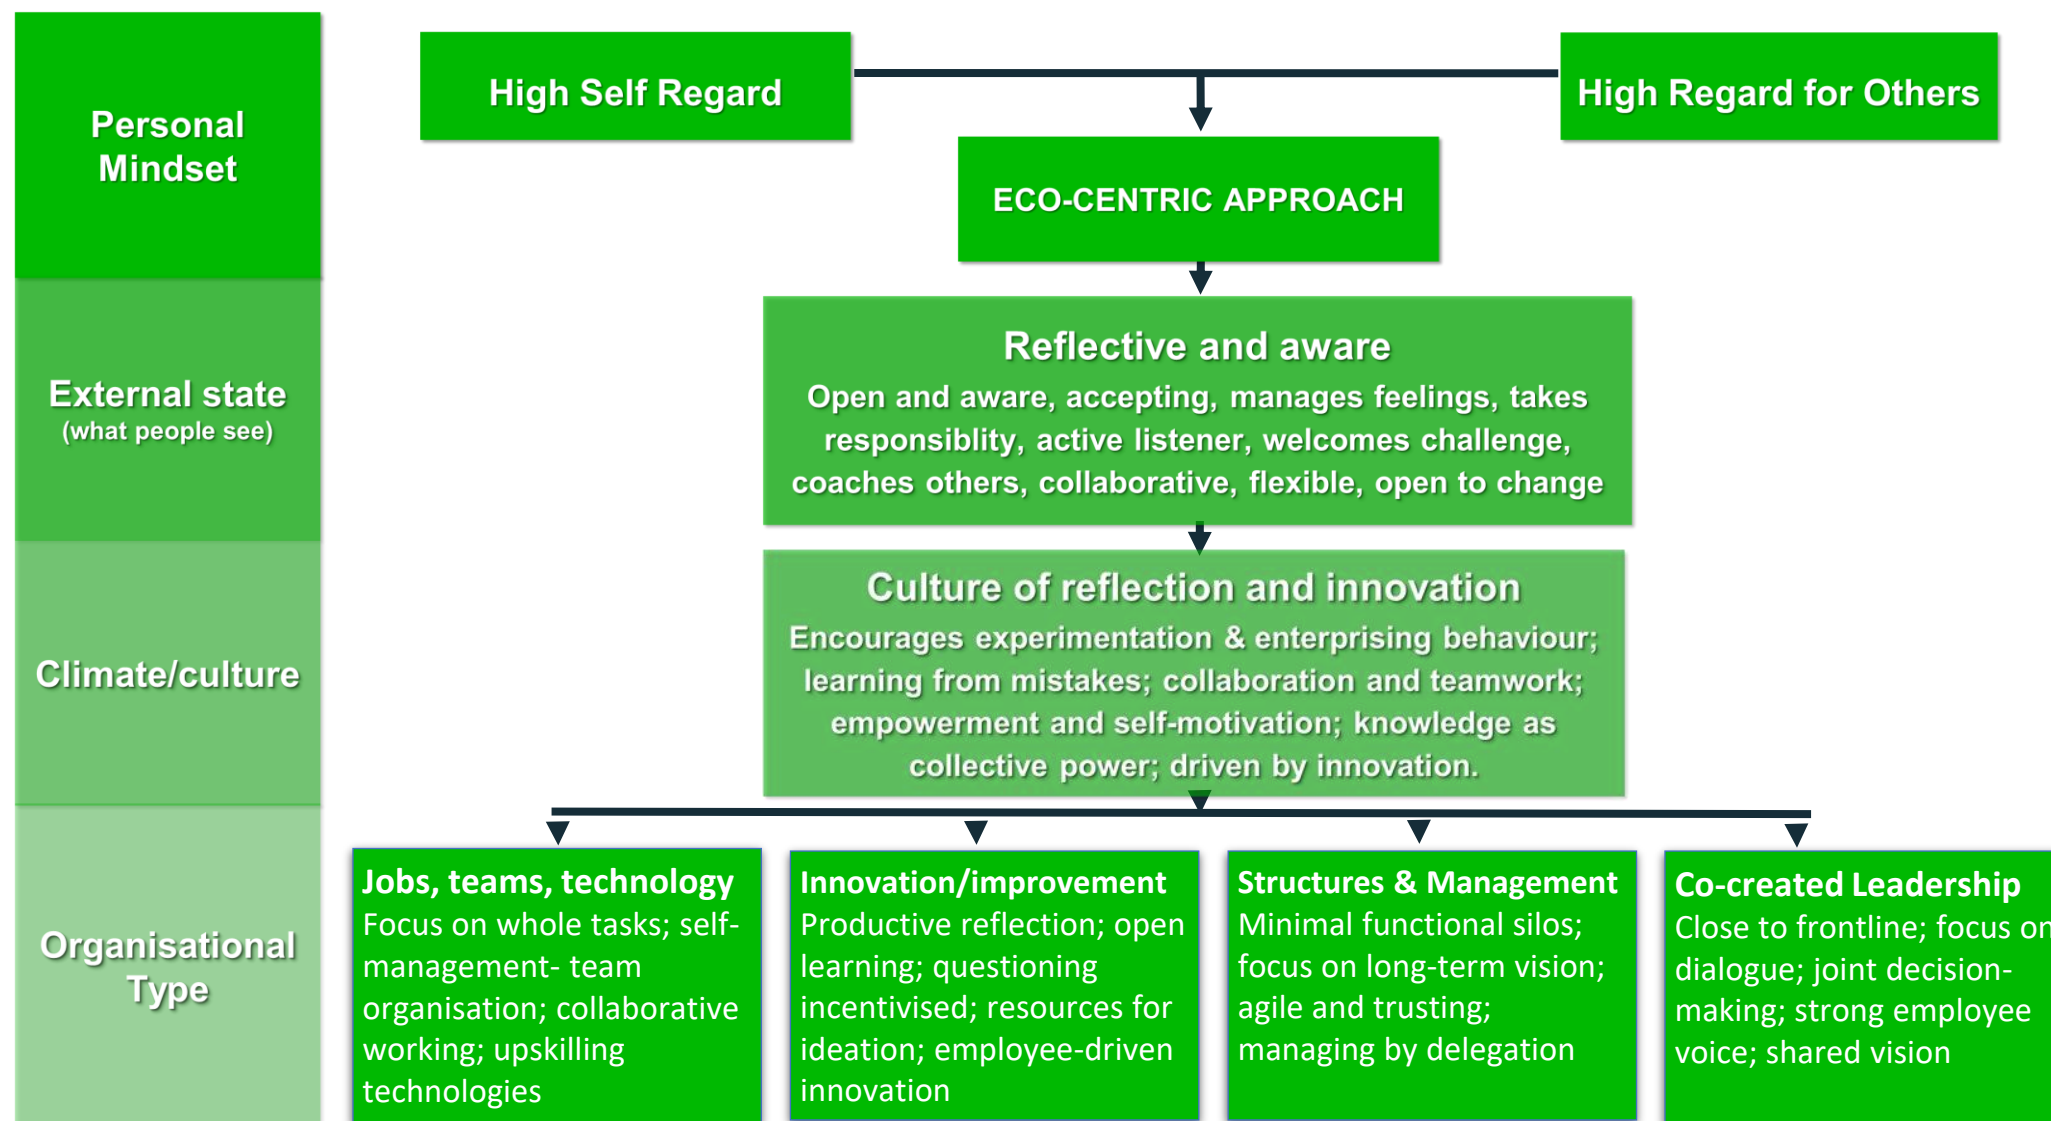 Personal
Mindset
High Self Regard
High Regard for Others
ECO-CENTRIC APPROACH
External state
(what people see)
Reflective and aware
Open and aware, accepting, manages feelings, takes
responsiblity, active listener, welcomes challenge,
coaches others, collaborative, flexible, open to change
Climate/culture
Culture of reflection and innovation
Encourages experimentation & enterprising behaviour;
learning from mistakes; collaboration and teamwork;
empowerment and self-motivation; knowledge as
collective power; driven by innovation.
Organisational
Type
Jobs, teams, technology
Focus on whole tasks; self-
management- team
organisation; collaborative
working; upskilling
technologies
Innovation/improvement
Productive reflection; open
learning; questioning
incentivised; resources for
ideation; employee-driven
innovation
Structures & Management
Minimal functional silos;
focus on long-term vision;
agile and trusting;
managing by delegation
Co-created Leadership
Close to frontline; focus on
dialogue; joint decision-
making; strong employee
voice; shared vision